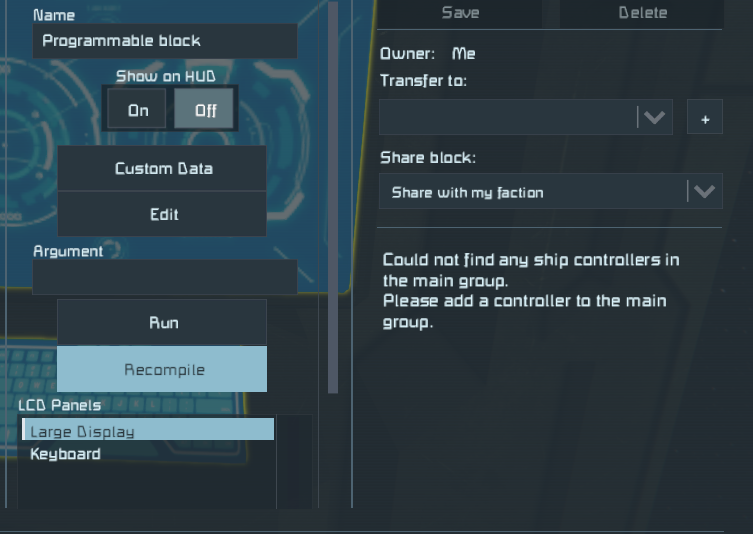 Name
Programmable block
Show on HUD
On Off
Custom Data
Edit
Argument
Run
Recompile
LCD Panels
Large Display
Keyboard
Save Delete
Owner: Me
Transfer to:
+
Share block:
Share with my faction
Could not find any ship controllers in
the main group.
Please add a controller to the main
group.